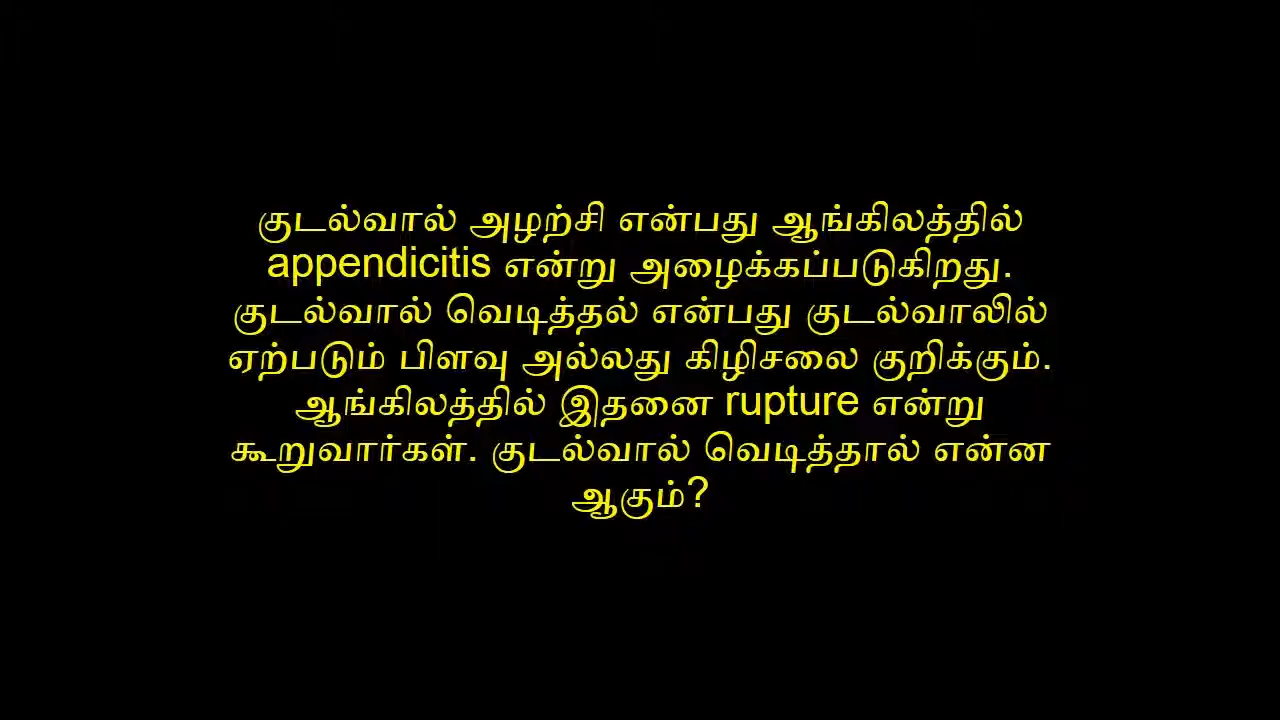 குடல்வால் அழற்சி என்பது ஆங்கிலத்தில்
appendicitis என்று அழைக்கப்படுகிறது.
குடல்வால் வெடித்தல் என்பது குடல்வாலில்
ஏற்படும் பிளவு அல்லது கிழிசலை குறிக்கும்.
ஆங்கிலத்தில் இதனை rupture என்று
கூறுவார்கள். குடல்வால் வெடித்தால் என்ன
ஆகும்?